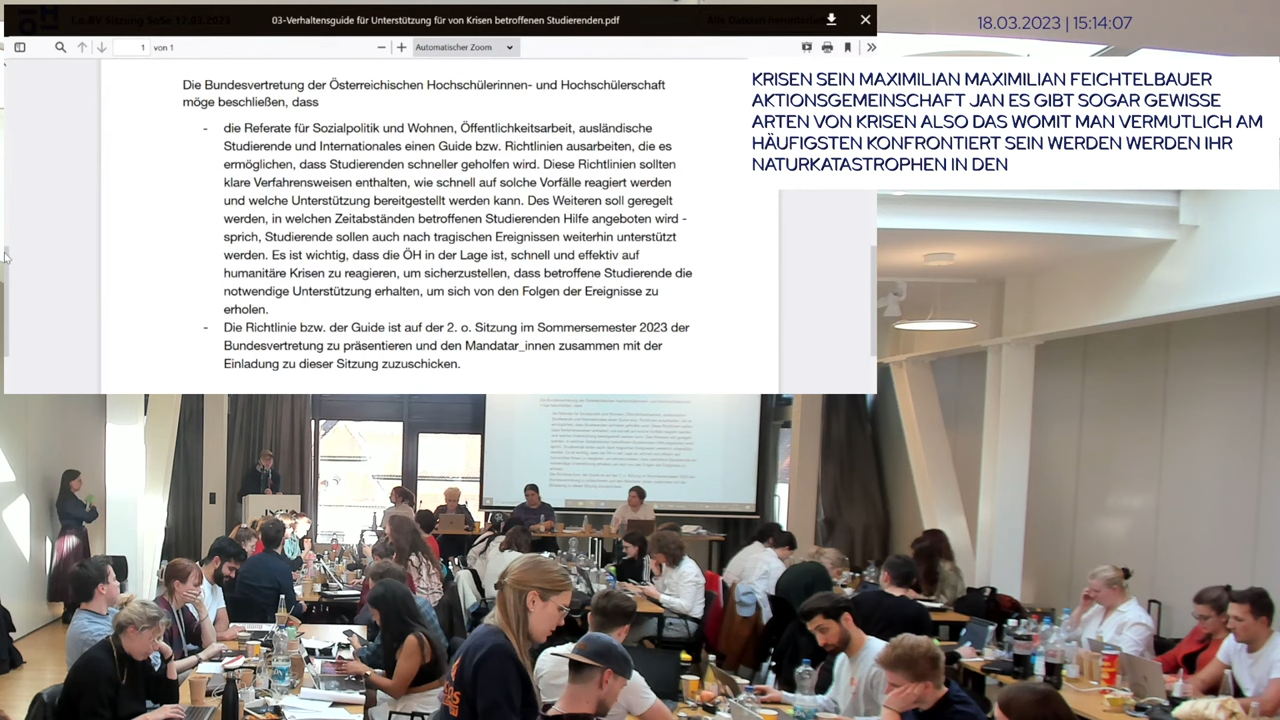 1.o.BV Sitzung SoSe 12.03.2023
03-Verhaltensguide für Unterstützung für von Krisen betroffenen Studierenden.pdf
18.03.2023 | 15:14:07
1 von 1
Automatischer Zoom
Die Bundesvertretung der Österreichischen Hochschülerinnen- und Hochschülerschaft
möge beschließen, dass
- die Referate für Sozialpolitik und Wohnen, Öffentlichkeitsarbeit, ausländische
Studierende und Internationales einen Guide bzw. Richtlinien ausarbeiten, die es
ermöglichen, dass Studierenden schneller geholfen wird. Diese Richtlinien sollten
klare Verfahrensweisen enthalten, wie schnell auf solche Vorfälle reagiert werden
und welche Unterstützung bereitgestellt werden kann. Des Weiteren soll geregelt
werden, in welchen Zeitabständen betroffenen Studierenden Hilfe angeboten wird -
sprich, Studierende sollen auch nach tragischen Ereignissen weiterhin unterstützt
werden. Es ist wichtig, dass die ÖH in der Lage ist, schnell und effektiv auf
humanitäre Krisen zu reagieren, um sicherzustellen, dass betroffene Studierende die
notwendige Unterstützung erhalten, um sich von den Folgen der Ereignisse zu
erholen.
- Die Richtlinie bzw. der Guide ist auf der 2. o. Sitzung im Sommersemester 2023 der
Bundesvertretung zu präsentieren und den Mandatar_innen zusammen mit der
Einladung zu dieser Sitzung zuzuschicken.
KRISEN SEIN MAXIMILIAN MAXIMILIAN FEICHTELBAUER
AKTIONSGEMEINSCHAFT JAN ES GIBT SOGAR GEWISSE
ARTEN VON KRISEN ALSO DAS WOMIT MAN VERMUTLICH AM
HÄUFIGSTEN KONFRONTIERT SEIN WERDEN WERDEN IHR
NATURKATASTROPHEN IN DEN